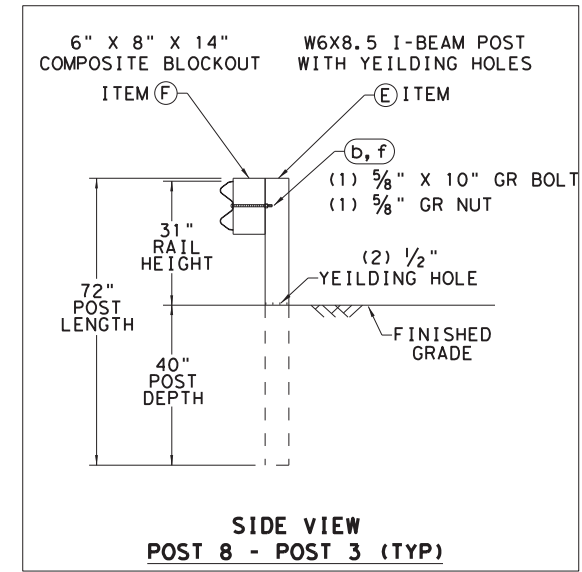 6" X 8" X 14"
COMPOSITE BLOCKOUT
ITEM F
W6X8.5 I-BEAM POST
WITH YEILDING HOLES
E ITEM
b, f
(1) ⅝" X 10" GR BOLT
(1) ⅝" GR NUT
31"
RAIL
HEIGHT
(2) ½"
YEILDING HOLE
72"
POST
LENGTH
FINISHED
GRADE
40"
POST
DEPTH
SIDE VIEW
POST 8 - POST 3 (TYP)